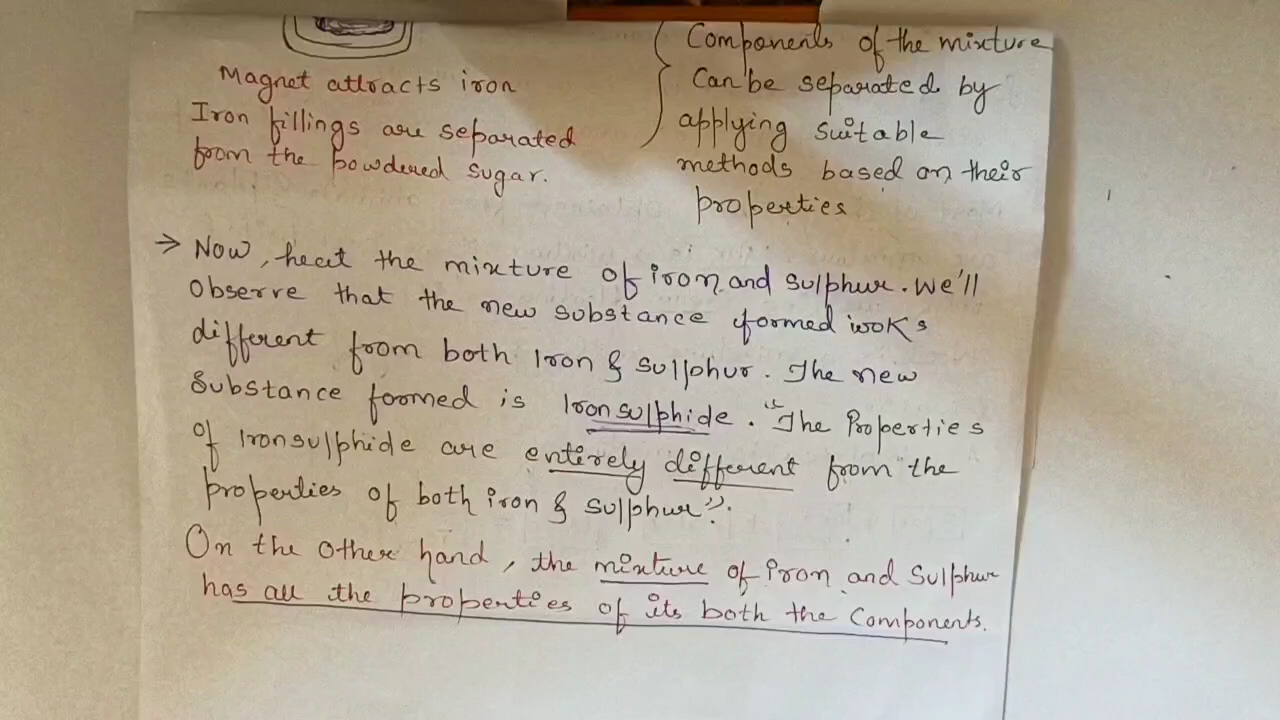 Magnet attracts iron
Iron fillings are separated
from the powdered sugar.
Components of the mixture
Can be separated by
applying suitable
methods based on their
properties
→ Now, heat the mixture of iron and sulphur. We'll
Observe that the new substance formed looks
different from both Iron & sulphur. The new
Substance formed is Ironsulphide. "The Properties
of Ironsulphide are entirely different from the
properties of both iron & sulphur".
On the other hand, the mixture of iron and Sulphur
has all the properties of its both the Components.